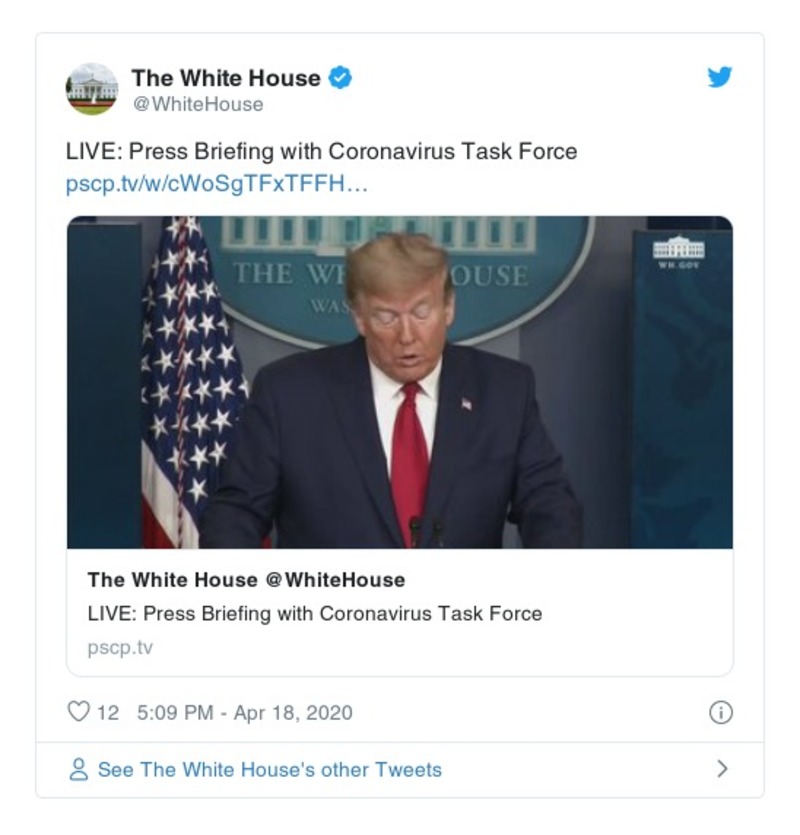 The White House
@WhiteHouse
LIVE: Press Briefing with Coronavirus Task Force
pscp.tv/w/cWoSgTFxTFFH…
THE WH OUSE
WAS
WH.GOV
The White House @WhiteHouse
LIVE: Press Briefing with Coronavirus Task Force
pscp.tv
12 5:09 PM - Apr 18, 2020
See The White House's other Tweets